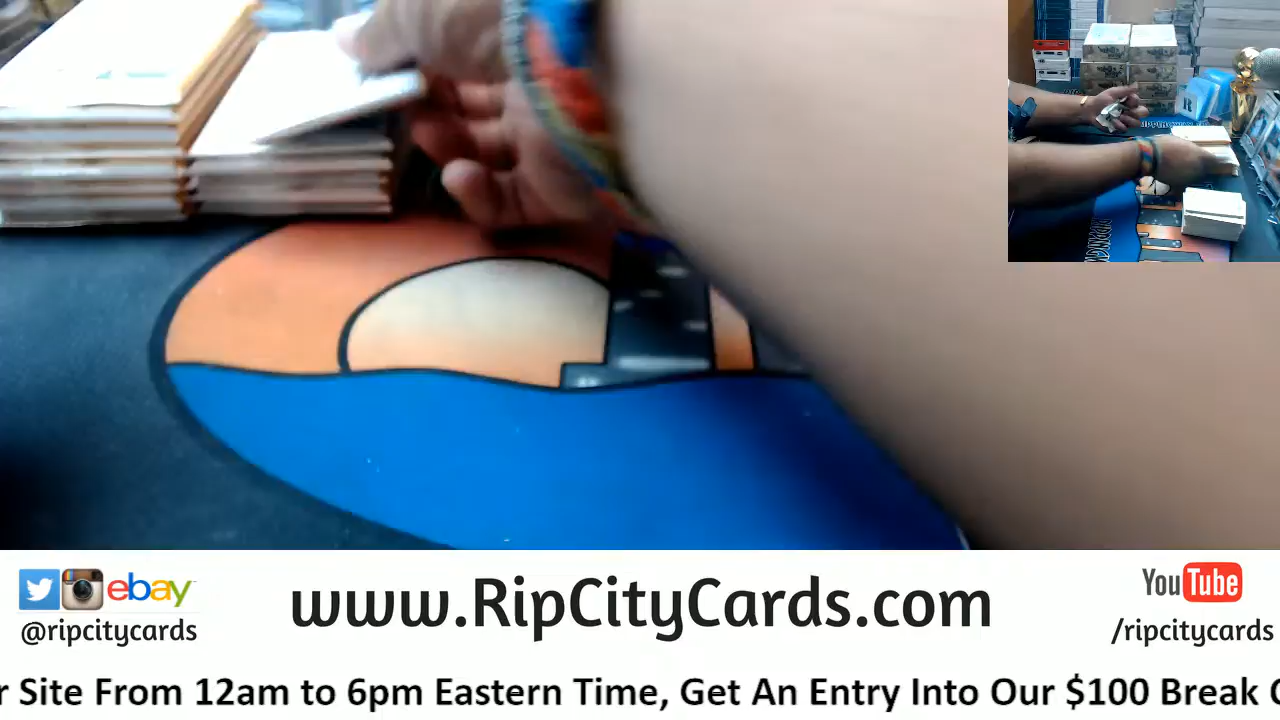 ebay
@ripcitycards
www.RipCityCards.com
YouTube
/ripcitycards
r Site From 12am to 6pm Eastern Time, Get An Entry Into Our $100 Break